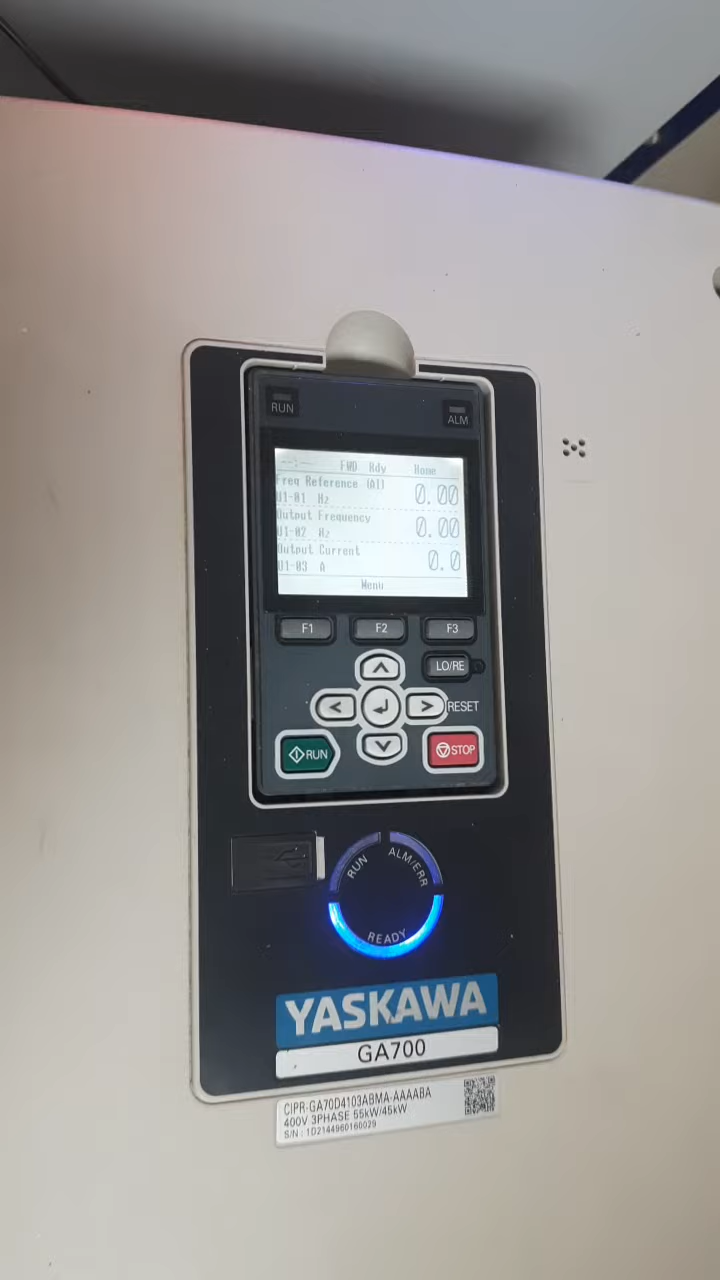 RUN
ALM
--:-- FWD Rdy Home
Freq Reference (AI)
U1-01 Hz 0.00
Output Frequency
U1-02 Hz 0.00
Output Current
U1-03 A 0.0
Menu
F1 F2 F3
LO/RE
RESET
RUN
STOP
RUN
ALM/ERR
READY
YASKAWA
GA700
CIPR-GA70D4103ABMA-AAAABA
400V 3PHASE 55kW/45kW
S/N : 1D2144960160029